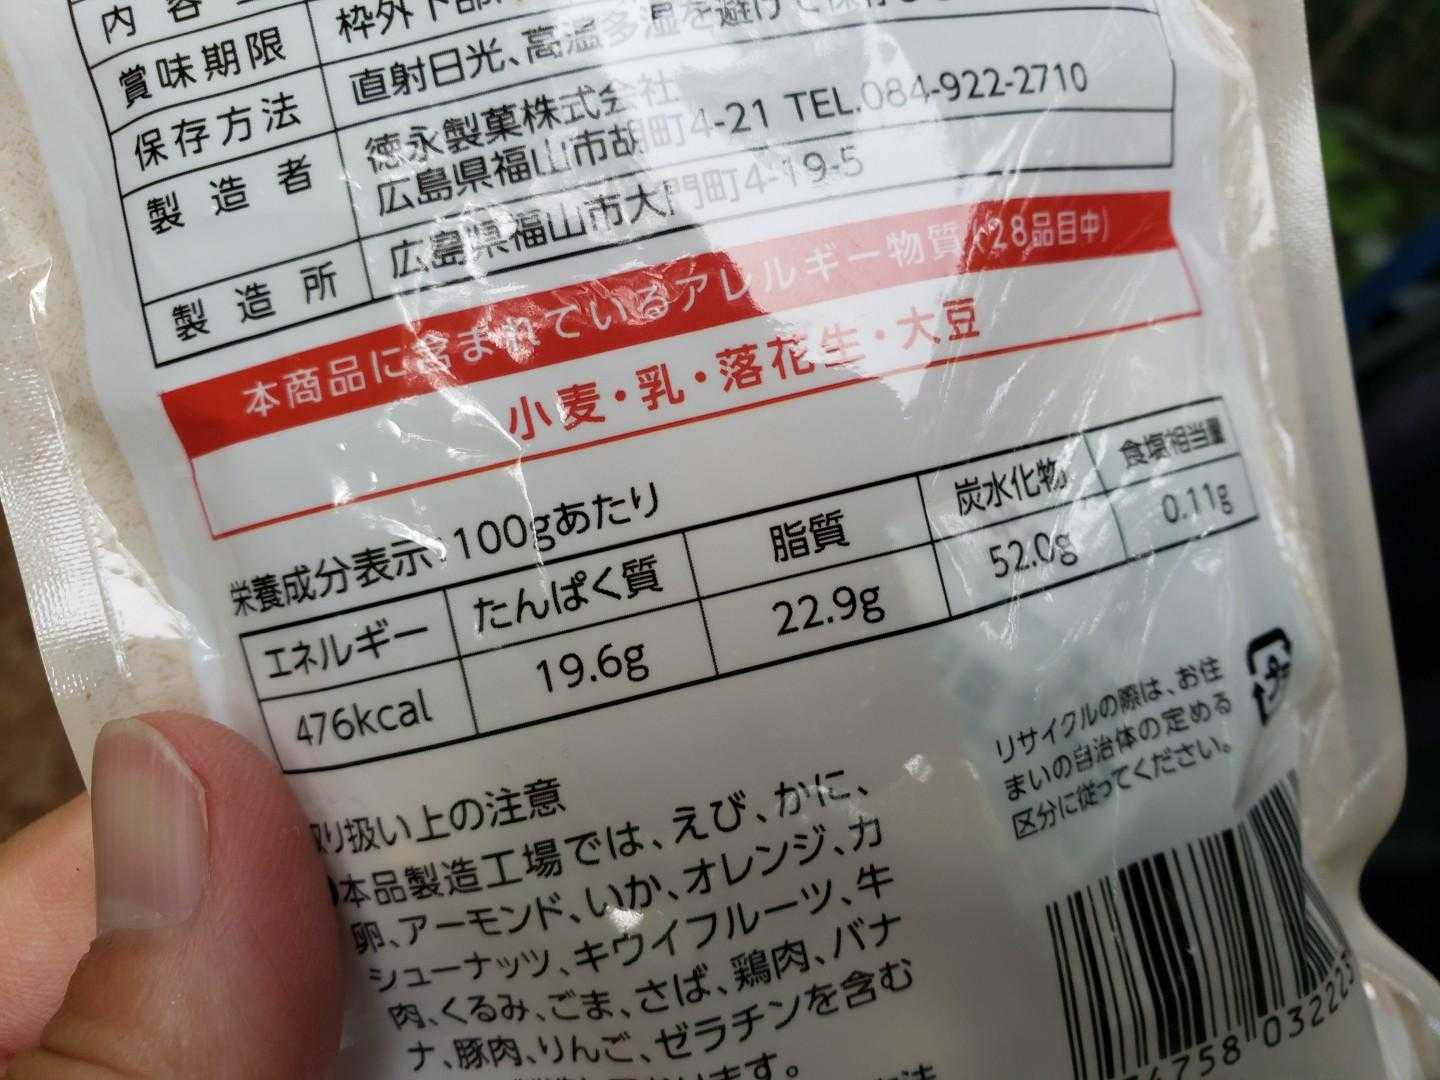 内容
賞味期限 枠外下部
保存方法 直射日光、高温多湿を避けて保存
製造者 徳永製菓株式会社
広島県福山市胡町4-21 TEL.084-922-2710
製造所 広島県福山市大門町4-19-5
本商品に含まれているアレルギー物質(28品目中)
小麦・乳・落花生・大豆
栄養成分表示:100gあたり
エネルギー たんぱく質 脂質 炭水化物 食塩相当量
476kcal 19.6g 22.9g 52.0g 0.11g
リサイクルの際は、お住
まいの自治体の定める
区分に従ってください。
取り扱い上の注意
●本品製造工場では、えび、かに、
卵、アーモンド、いか、オレンジ、カ
シューナッツ、キウイフルーツ、牛
肉、くるみ、ごま、さば、鶏肉、バナ
ナ、豚肉、りんご、ゼラチンを含む
ます。